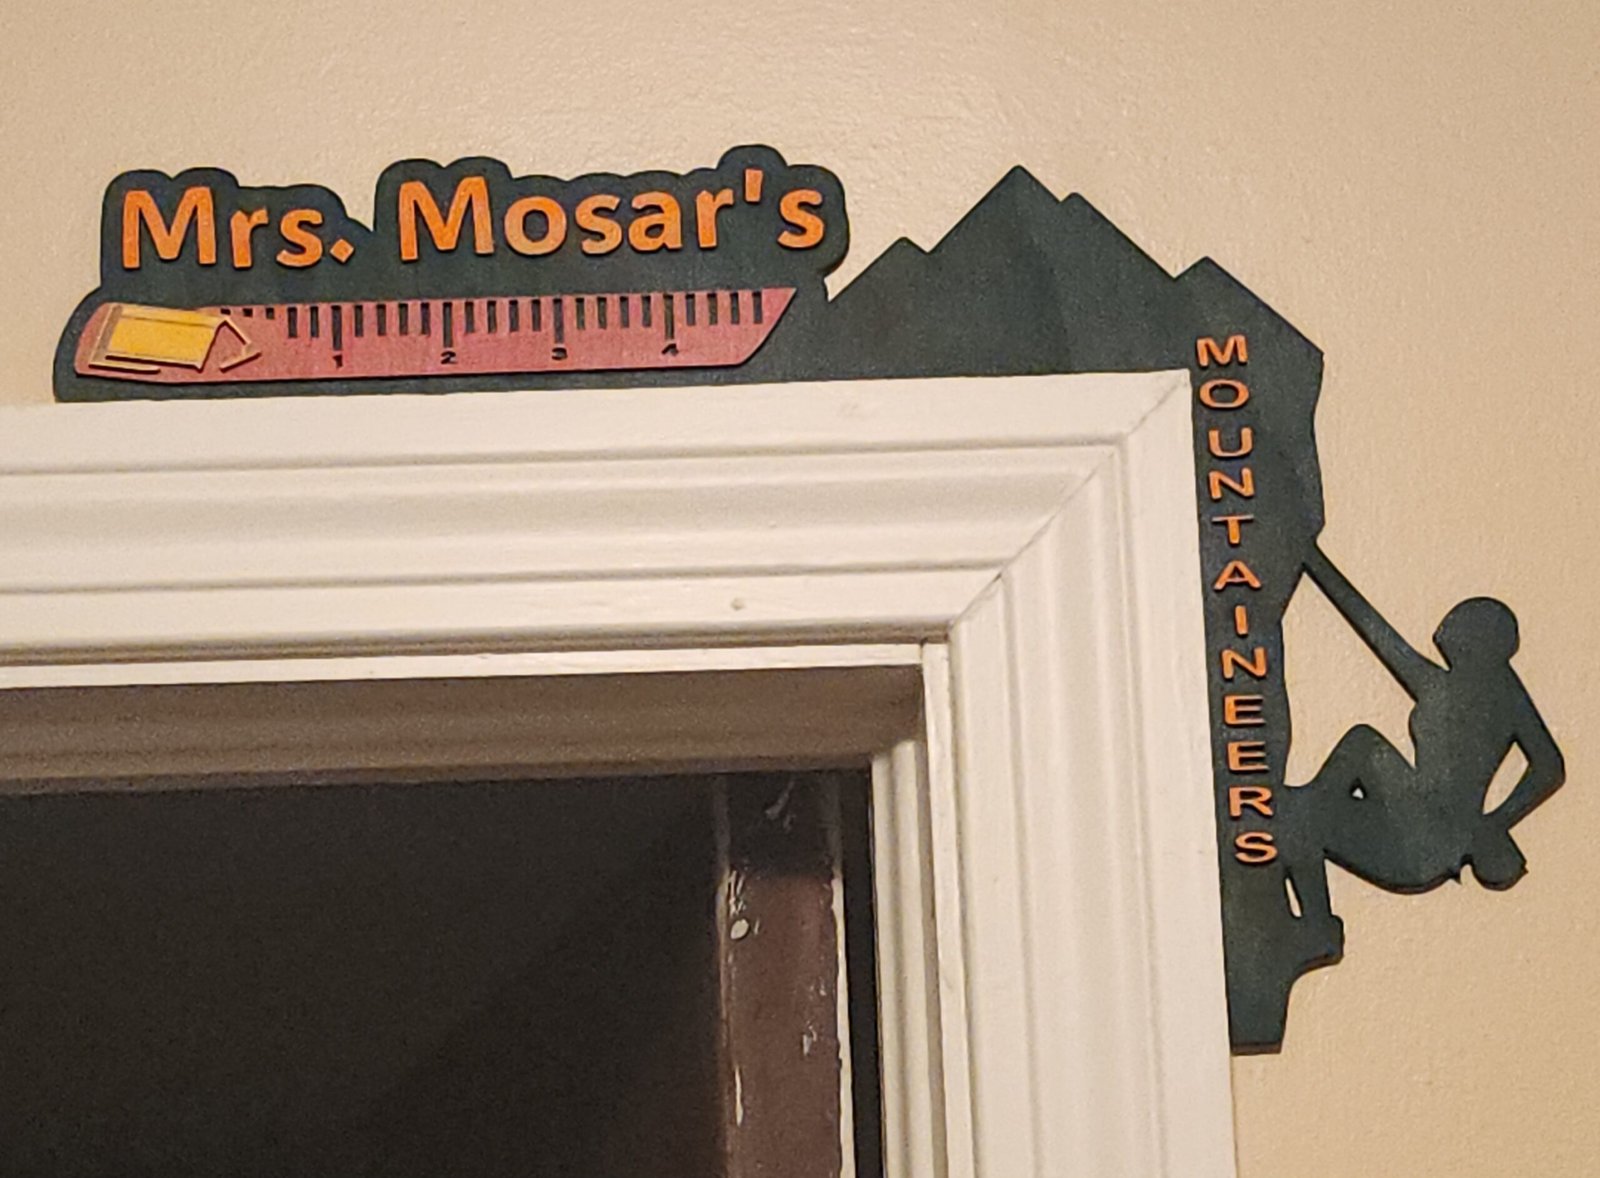 Mrs. Mosar's
1 2 3 4
MOUNTAINEERS